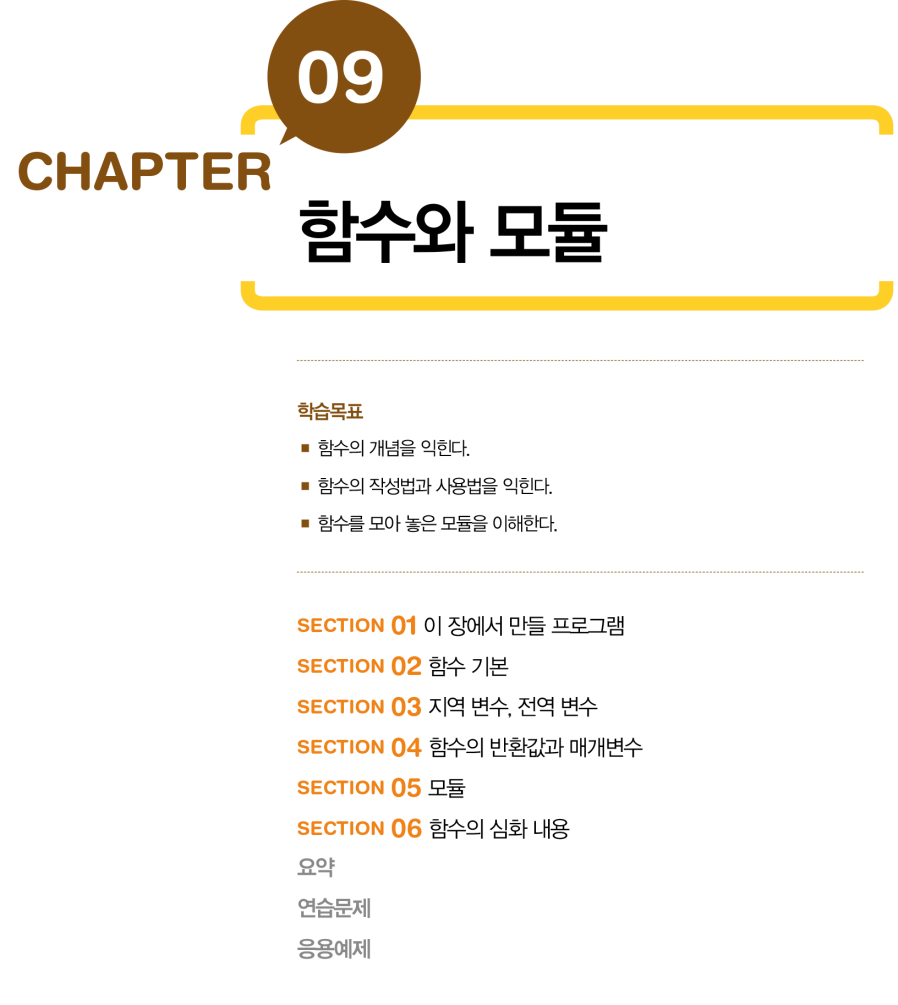 09
CHAPTER
함수와 모듈
학습목표
■ 함수의 개념을 익힌다.
■ 함수의 작성법과 사용법을 익힌다.
■ 함수를 모아 놓은 모듈을 이해한다.
SECTION 01 이 장에서 만들 프로그램
SECTION 02 함수 기본
SECTION 03 지역 변수, 전역 변수
SECTION 04 함수의 반환값과 매개변수
SECTION 05 모듈
SECTION 06 함수의 심화 내용
요약
연습문제
응용예제